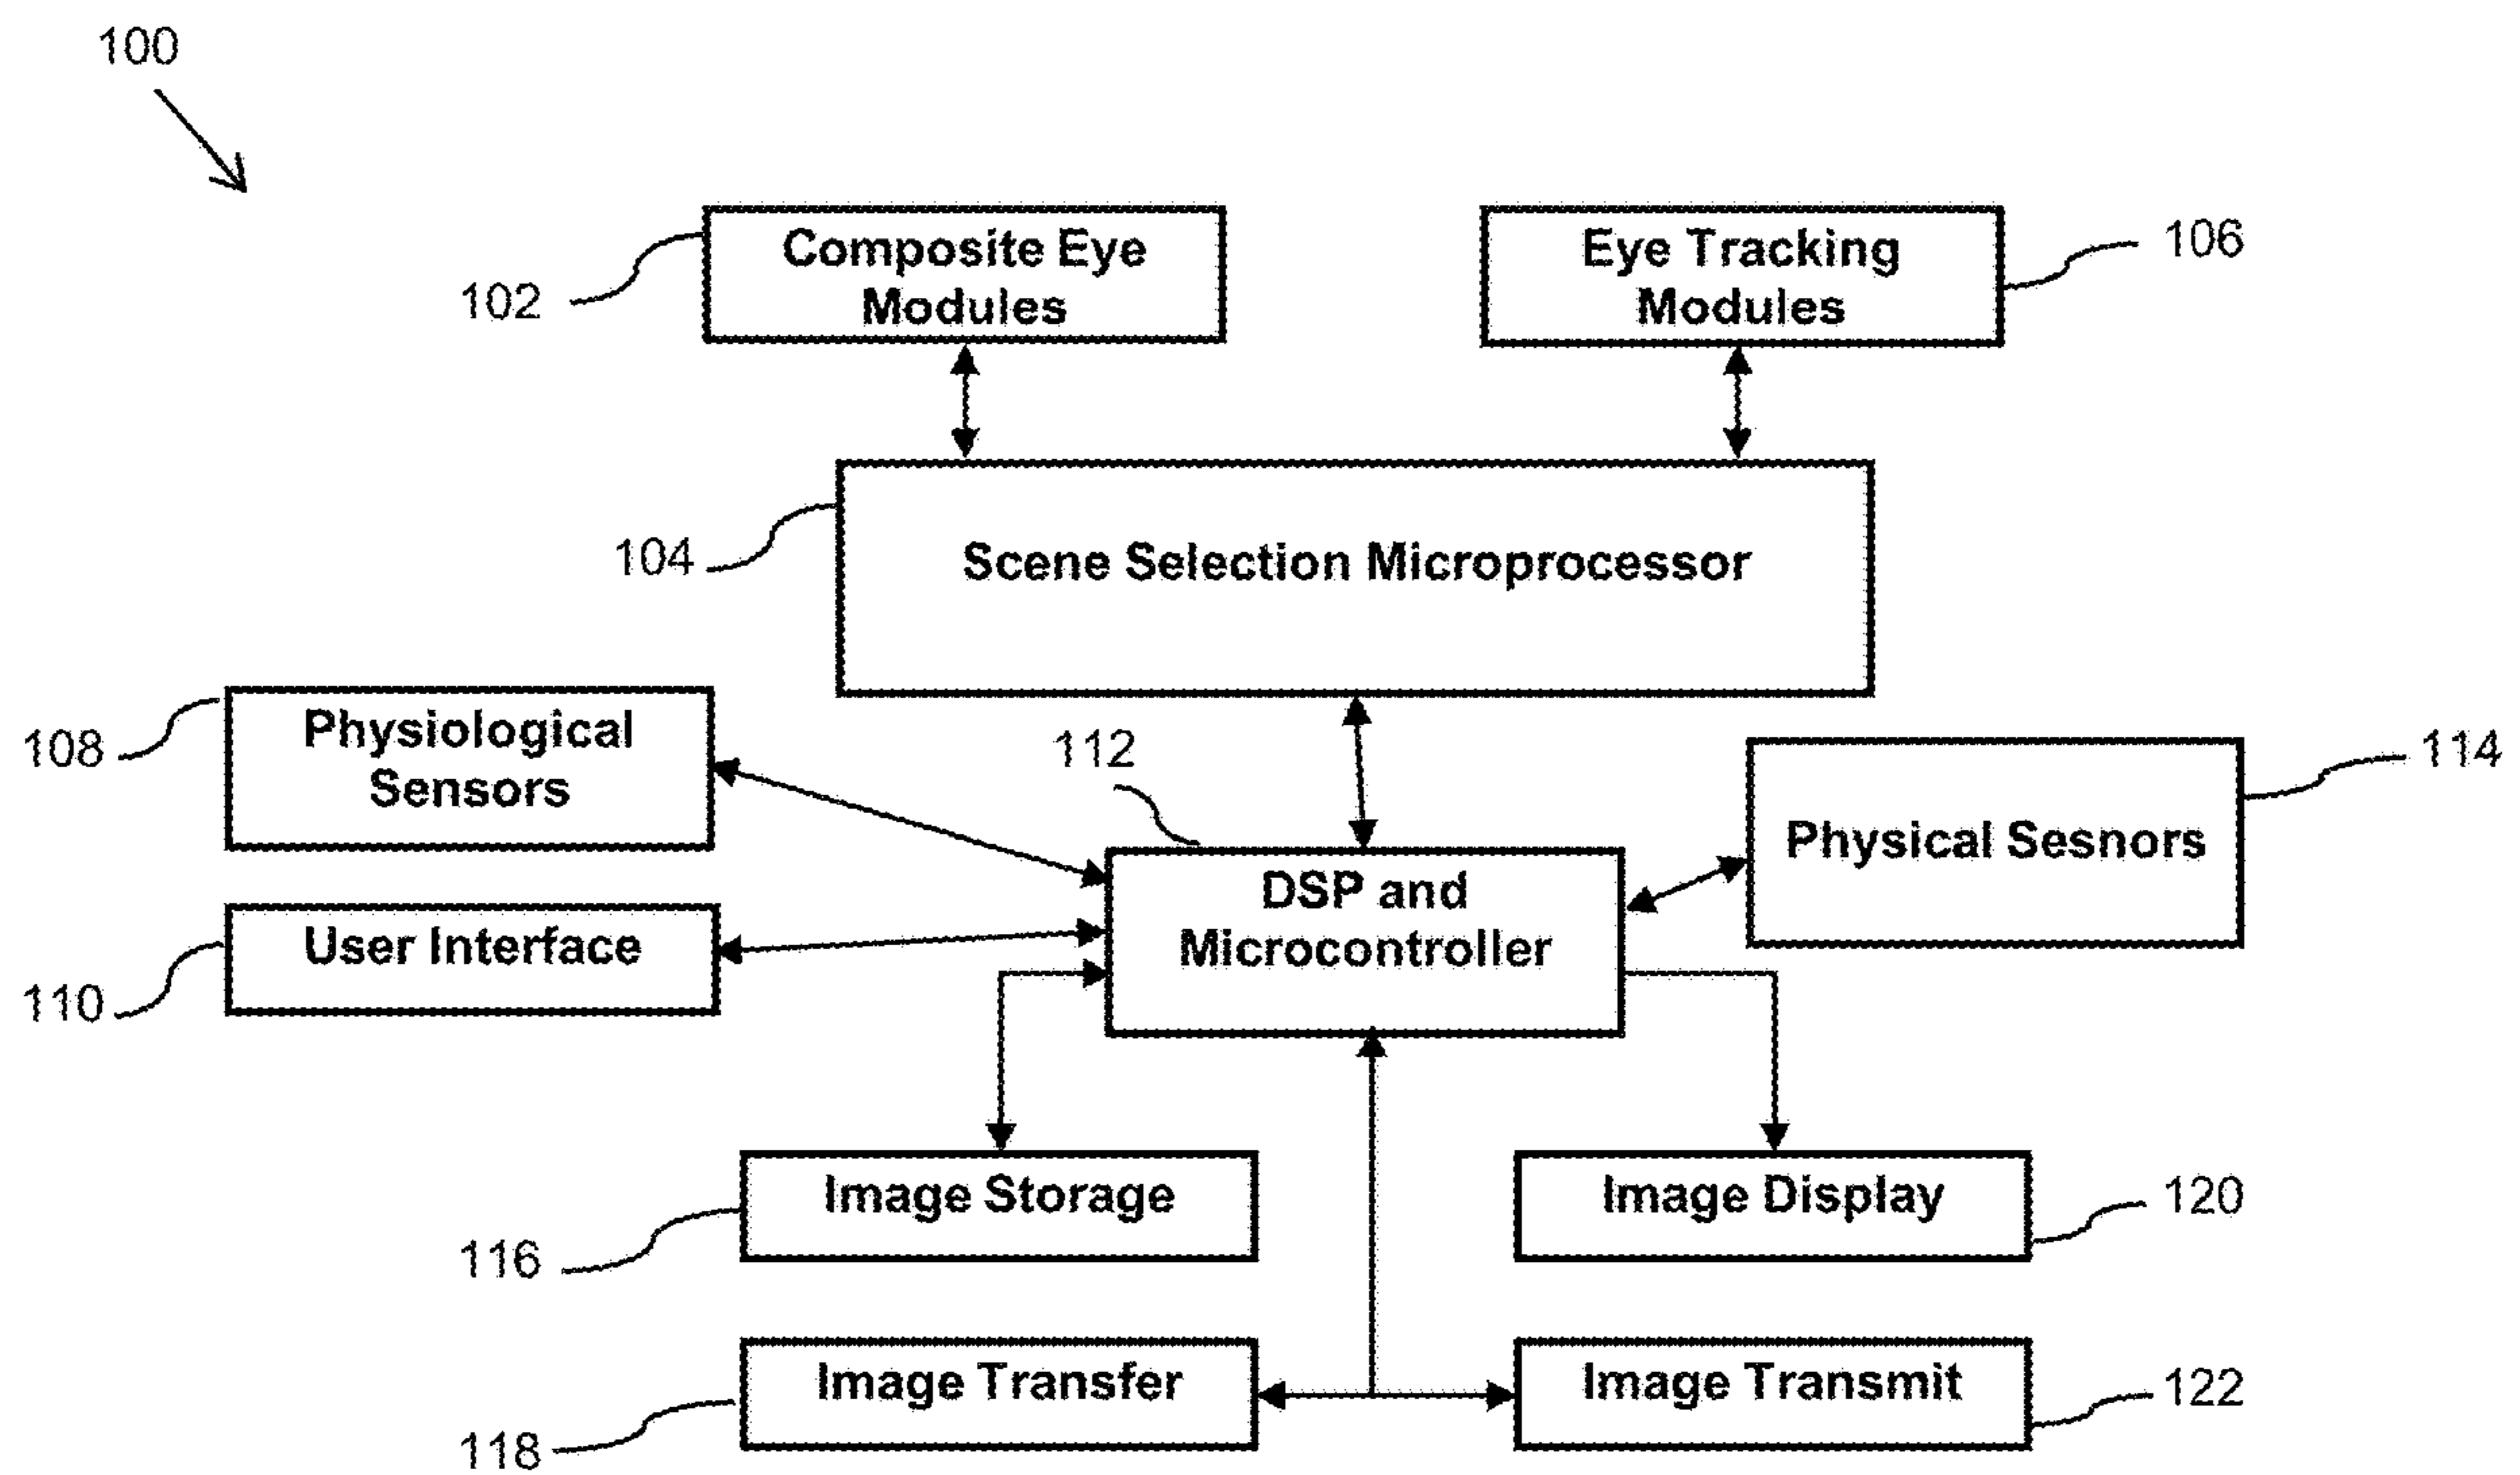 100
Composite Eye
Modules
102
Eye Tracking
Modules
106
Scene Selection Microprocessor
104
Physiological
Sensors
108
112
Physical Sesnors
114
DSP and
Microcontroller
User Interface
110
Image Storage
116
Image Display
120
Image Transfer
118
Image Transmit
122